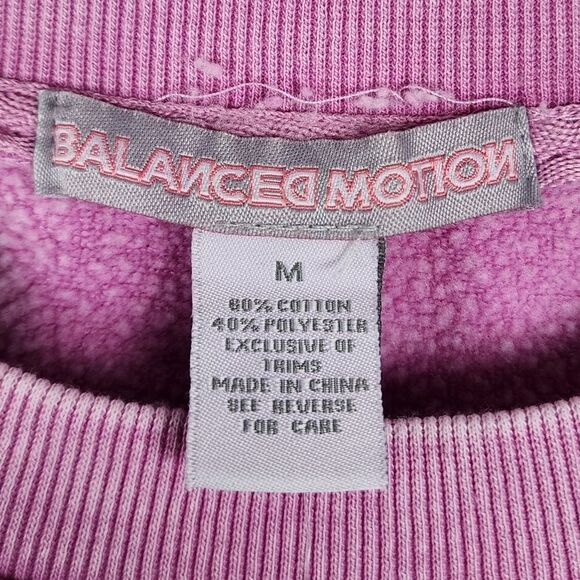 BALANCED MOTION
M
60% COTTON
40% POLYESTER
EXCLUSIVE OF
TRIMS
MADE IN CHINA
SEE REVERSE
FOR CARE